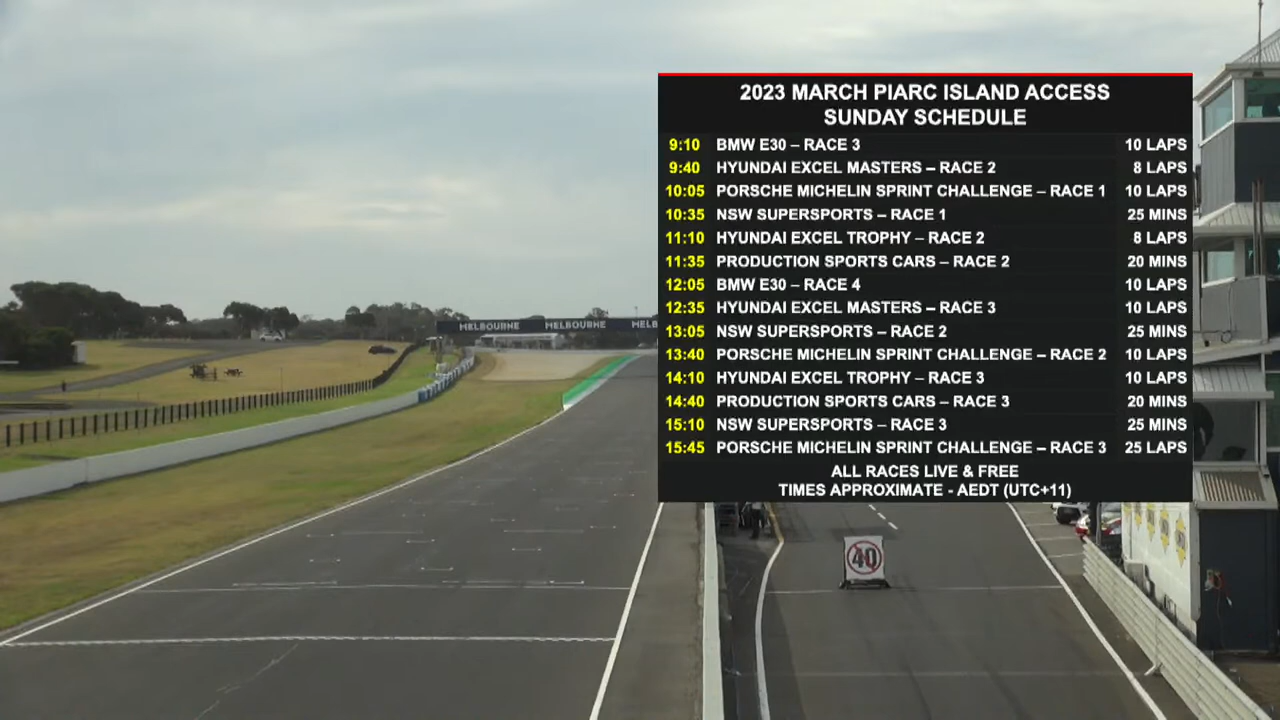 2023 MARCH PIARC ISLAND ACCESS
SUNDAY SCHEDULE
9:10 BMW E30 – RACE 3 10 LAPS
9:40 HYUNDAI EXCEL MASTERS – RACE 2 8 LAPS
10:05 PORSCHE MICHELIN SPRINT CHALLENGE – RACE 1 10 LAPS
10:35 NSW SUPERSPORTS – RACE 1 25 MINS
11:10 HYUNDAI EXCEL TROPHY – RACE 2 8 LAPS
11:35 PRODUCTION SPORTS CARS – RACE 2 20 MINS
12:05 BMW E30 – RACE 4 10 LAPS
12:35 HYUNDAI EXCEL MASTERS – RACE 3 10 LAPS
13:05 NSW SUPERSPORTS – RACE 2 25 MINS
13:40 PORSCHE MICHELIN SPRINT CHALLENGE – RACE 2 10 LAPS
14:10 HYUNDAI EXCEL TROPHY – RACE 3 10 LAPS
14:40 PRODUCTION SPORTS CARS – RACE 3 20 MINS
15:10 NSW SUPERSPORTS – RACE 3 25 MINS
15:45 PORSCHE MICHELIN SPRINT CHALLENGE – RACE 3 25 LAPS
ALL RACES LIVE & FREE
TIMES APPROXIMATE - AEDT (UTC+11)
MELBOURNE MELBOURNE MELB
40